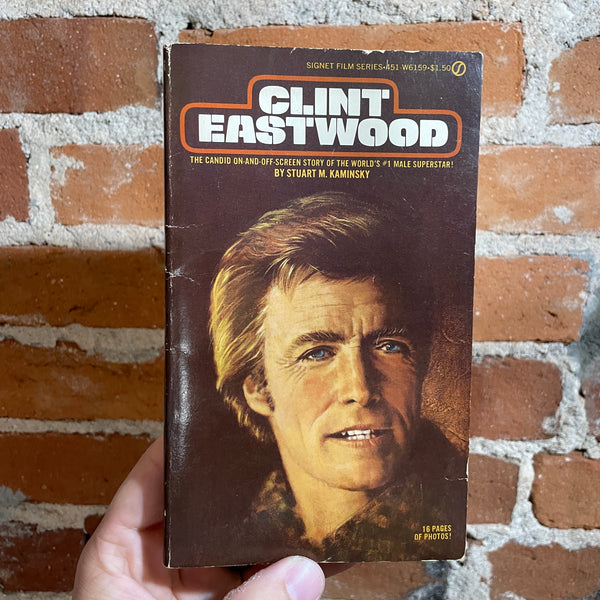 SIGNET FILM SERIES•451-W6159•$1.50
CLINT
EASTWOOD
THE CANDID ON-AND-OFF-SCREEN STORY OF THE WORLD'S #1 MALE SUPERSTAR!
BY STUART M. KAMINSKY
16 PAGES
OF PHOTOS!